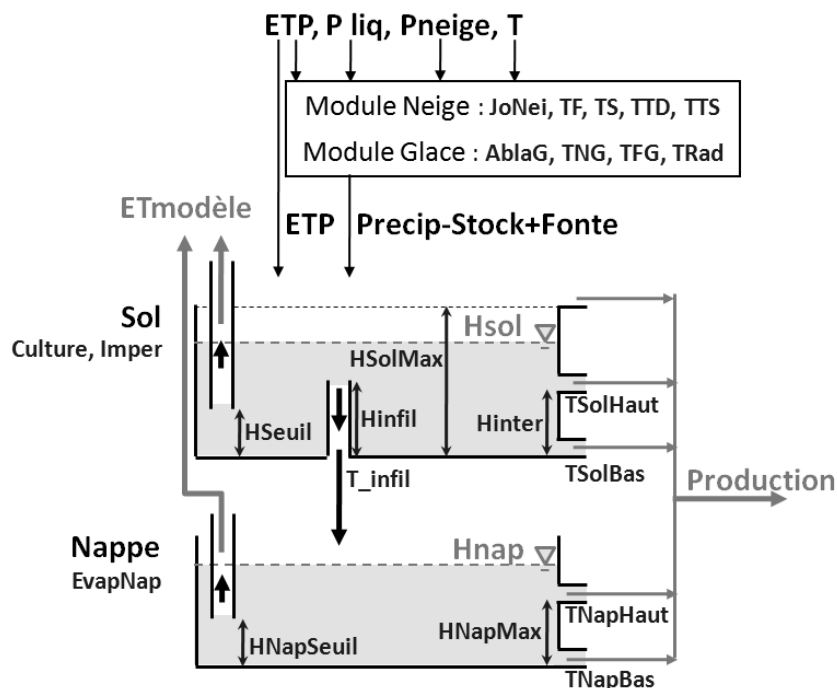 ETP, P liq, Pneige, T
Module Neige : JoNei, TF, TS, TTD, TTS
Module Glace : AblaG, TNG, TFG, TRad
ETmodèle
ETP
Precip-Stock+Fonte
Sol
Culture, Imper
Hsol
HSolMax
HSeuil
Hinfil
Hinter
TSolHaut
T_infil
TSolBas
Production
Nappe
EvapNap
Hnap
HNapSeuil
HNapMax
TNapHaut
TNapBas